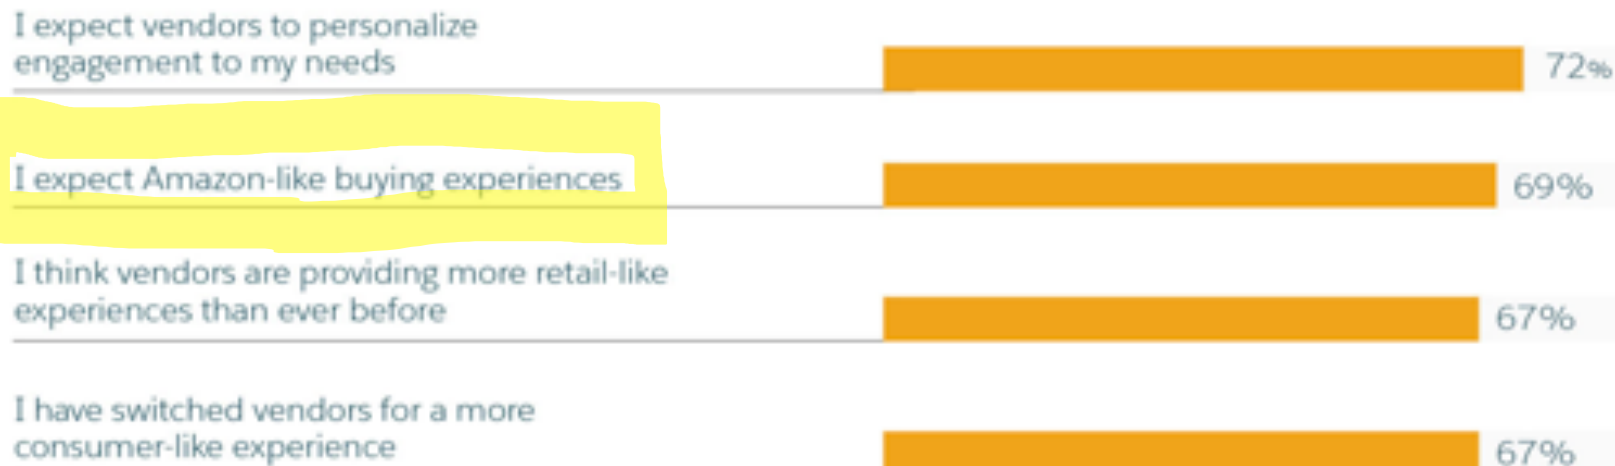 I expect vendors to personalize
engagement to my needs
72%
I expect Amazon-like buying experiences
69%
I think vendors are providing more retail-like
experiences than ever before
67%
I have switched vendors for a more
consumer-like experience
67%